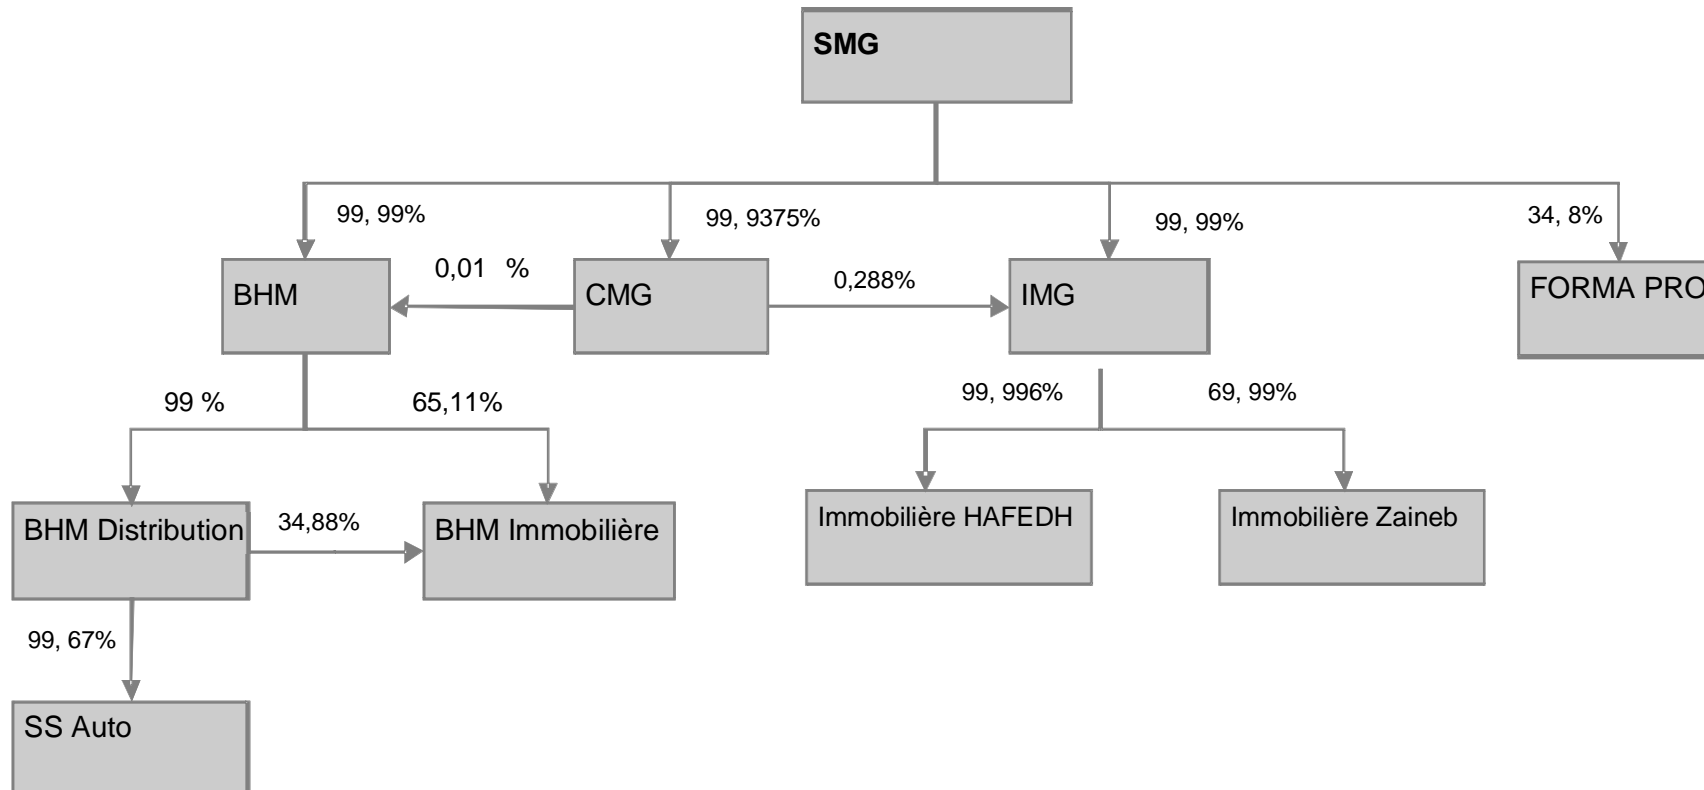 SMG
99, 99%
99, 9375%
99, 99%
34, 8%
BHM
0,01 %
CMG
0,288%
IMG
FORMA PRO
99 %
65,11%
99, 996%
69, 99%
BHM Distribution
34,88%
BHM Immobilière
Immobilière HAFEDH
Immobilière Zaineb
99, 67%
SS Auto